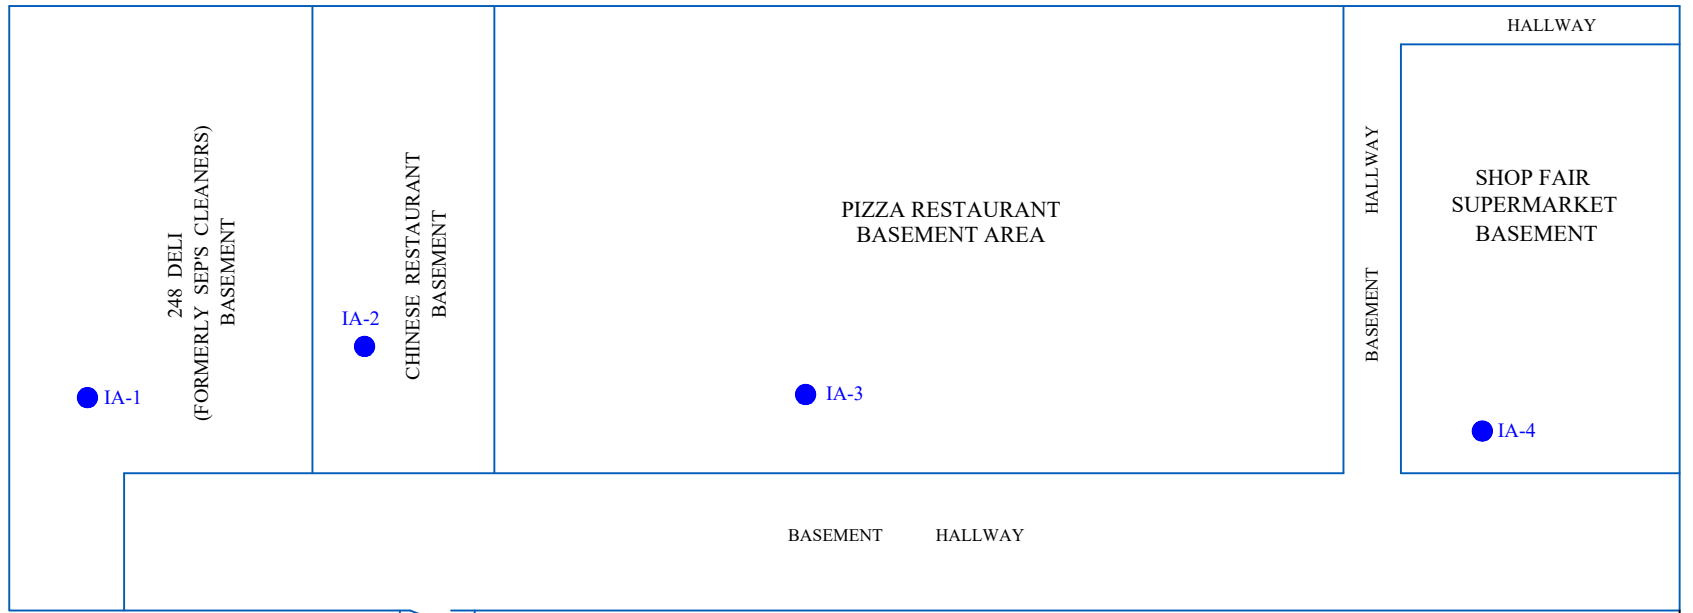 HALLWAY
248 DELI
(FORMERLY SEP'S CLEANERS)
BASEMENT
CHINESE RESTAURANT
BASEMENT
PIZZA RESTAURANT
BASEMENT AREA
BASEMENT HALLWAY
SHOP FAIR
SUPERMARKET
BASEMENT
IA-1
IA-2
IA-3
IA-4
BASEMENT HALLWAY